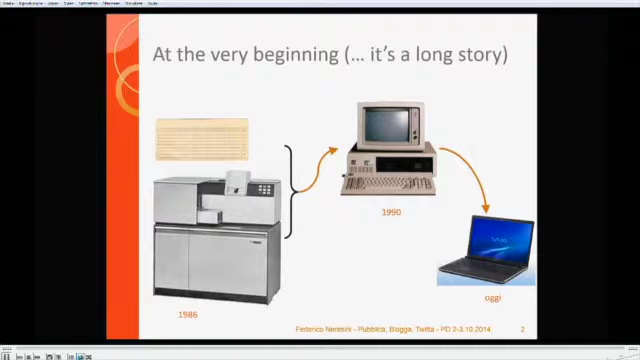 At the very beginning (... it's a long story)
1990
VAIO
oggi
1986
Federico Neresini - Pubblica, Blogga, Twitta - PD 2-3.10.2014
2